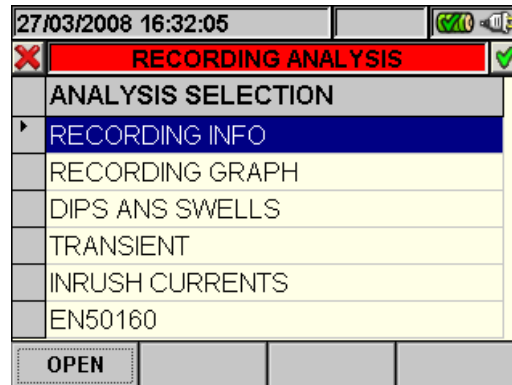 27/03/2008 16:32:05
RECORDING ANALYSIS
ANALYSIS SELECTION
RECORDING INFO
RECORDING GRAPH
DIPS ANS SWELLS
TRANSIENT
INRUSH CURRENTS
EN50160
OPEN